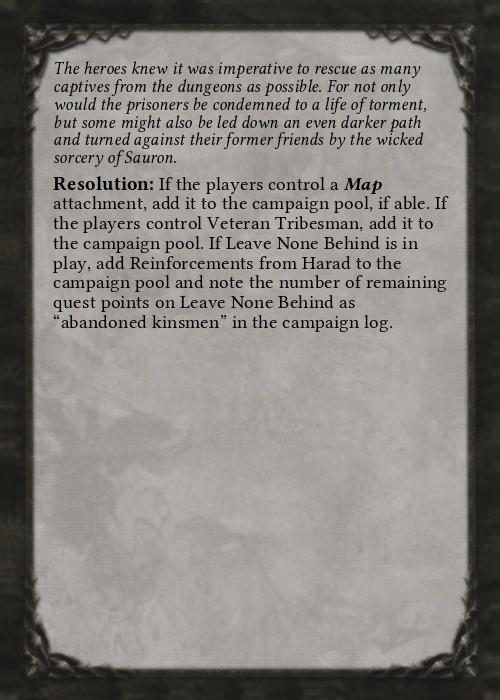 The heroes knew it was imperative to rescue as many
captives from the dungeons as possible. For not only
would the prisoners be condemned to a life of torment,
but some might also be led down an even darker path
and turned against their former friends by the wicked
sorcery of Sauron.
Resolution: If the players control a Map
attachment, add it to the campaign pool, if able. If
the players control Veteran Tribesman, add it to
the campaign pool. If Leave None Behind is in
play, add Reinforcements from Harad to the
campaign pool and note the number of remaining
quest points on Leave None Behind as
“abandoned kinsmen” in the campaign log.